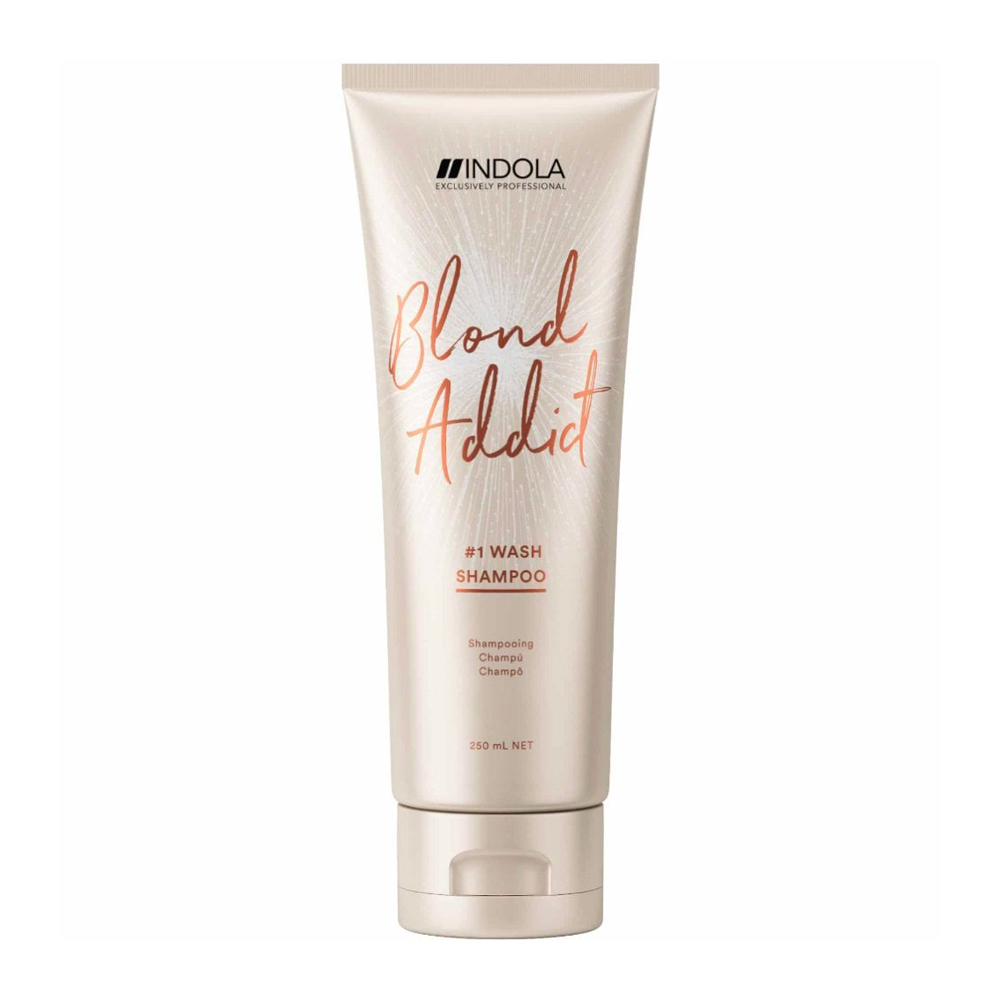 INDOLA
EXCLUSIVELY PROFESSIONAL
Blond
Addict
#1 WASH
SHAMPOO
Shampooing
Champú
Champô
250 mL NET